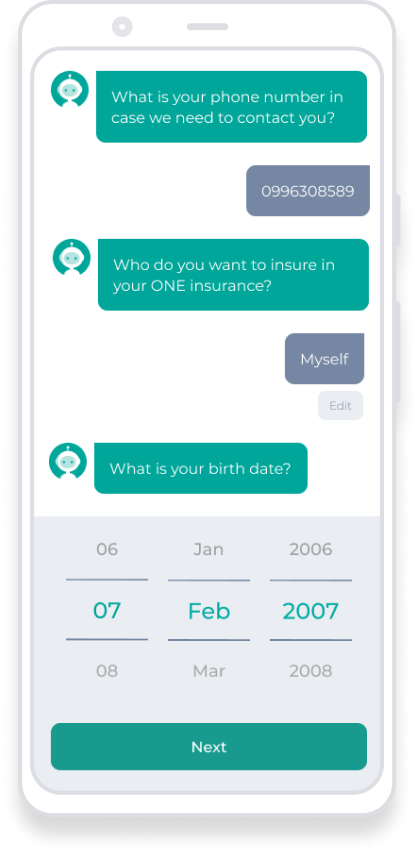 What is your phone number in
case we need to contact you?
0996308589
Who do you want to insure in
your ONE insurance?
Myself
Edit
What is your birth date?
06 Jan 2006
07 Feb 2007
08 Mar 2008
Next